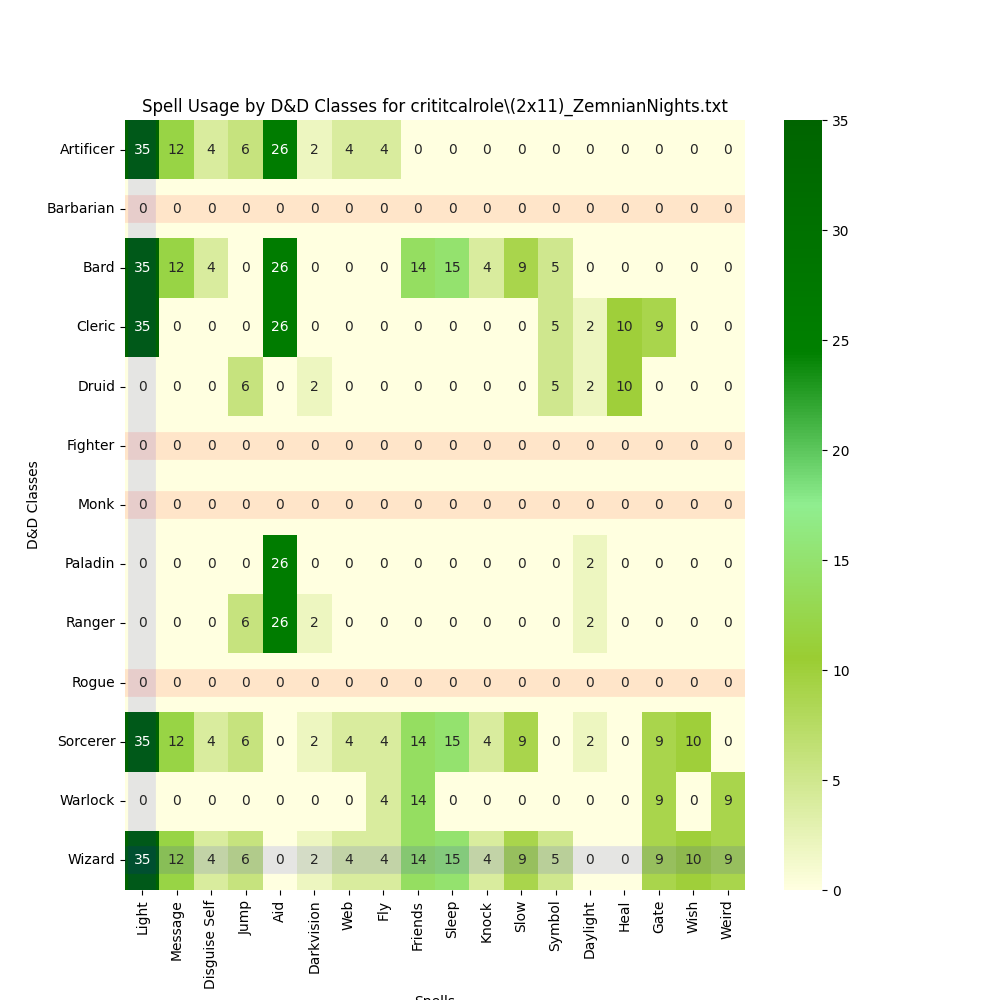 Spell Usage by D&D Classes for crititcalrole\(2x11)_ZemnianNights.txt
Artificer 35 12 4 6 26 2 4 4 0 0 0 0 0 0 0 0 0 0
Barbarian 0 0 0 0 0 0 0 0 0 0 0 0 0 0 0 0 0 0
Bard 35 12 4 0 26 0 0 0 14 15 4 9 5 0 0 0 0 0
Cleric 35 0 0 0 26 0 0 0 0 0 0 0 5 2 10 9 0 0
Druid 0 0 0 6 0 2 0 0 0 0 0 0 5 2 10 0 0 0
Fighter 0 0 0 0 0 0 0 0 0 0 0 0 0 0 0 0 0 0
Monk 0 0 0 0 0 0 0 0 0 0 0 0 0 0 0 0 0 0
Paladin 0 0 0 0 26 0 0 0 0 0 0 0 0 2 0 0 0 0
Ranger 0 0 0 6 26 2 0 0 0 0 0 0 0 2 0 0 0 0
Rogue 0 0 0 0 0 0 0 0 0 0 0 0 0 0 0 0 0 0
Sorcerer 35 12 4 6 0 2 4 4 14 15 4 9 0 2 0 9 10 0
Warlock 0 0 0 0 0 0 0 4 14 0 0 0 0 0 0 9 0 9
Wizard 35 12 4 6 0 2 4 4 14 15 4 9 5 0 0 9 10 9
Light Message Disguise Self Jump Aid Darkvision Web Fly Friends Sleep Knock Slow Symbol Daylight Heal Gate Wish Weird
D&D Classes
Spells
35
30
25
20
15
10
5
0